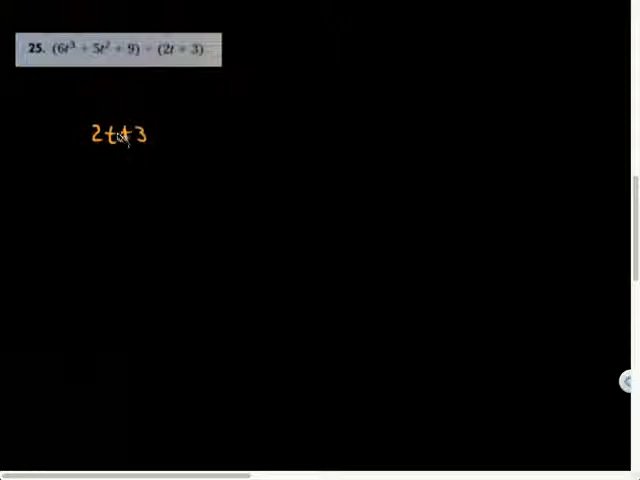 25. (6t³ + 5t² + 9) ÷ (2t + 3)
2t+3